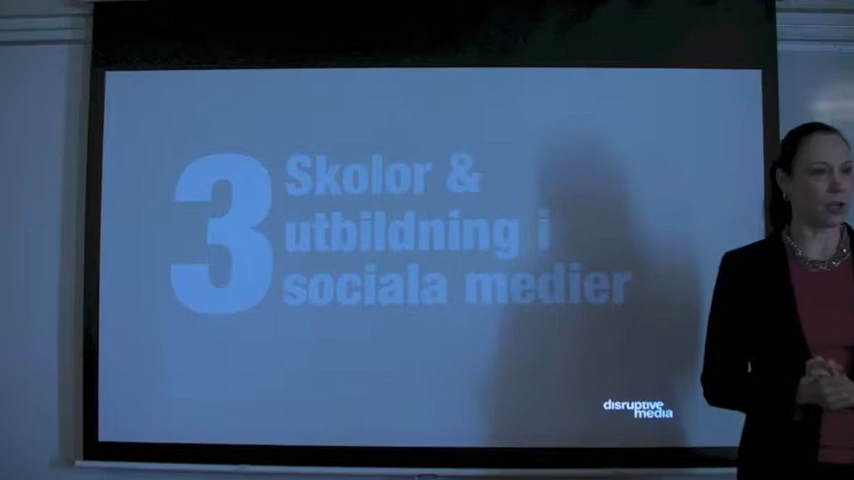 3
Skolor &
utbildning i
sociala medier
disruptive
media